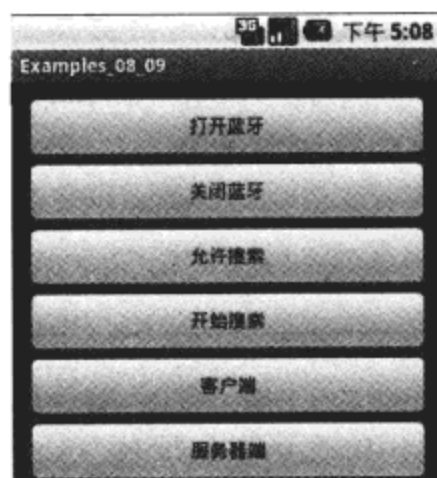 3G 下午 5:08
Examples_08_09
打开蓝牙
关闭蓝牙
允许搜索
开始搜索
客户端
服务器端